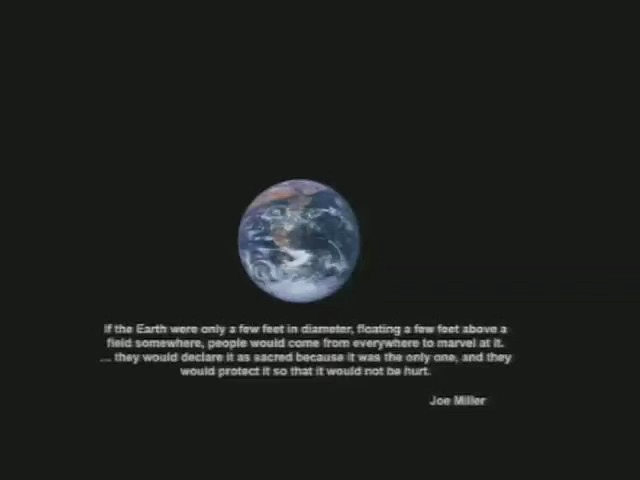 If the Earth were only a few feet in diameter, floating a few feet above a
field somewhere, people would come from everywhere to marvel at it.
... they would declare it as sacred because it was the only one, and they
would protect it so that it would not be hurt.
Joe Miller